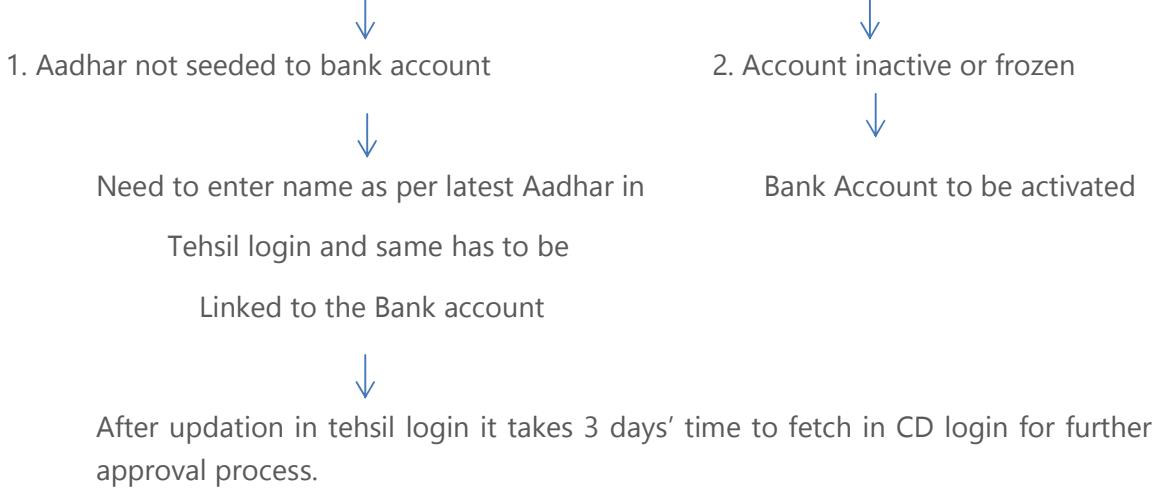 1. Aadhar not seeded to bank account
2. Account inactive or frozen
Need to enter name as per latest Aadhar in
Bank Account to be activated
Tehsil login and same has to be
Linked to the Bank account
After updation in tehsil login it takes 3 days’ time to fetch in CD login for further
approval process.